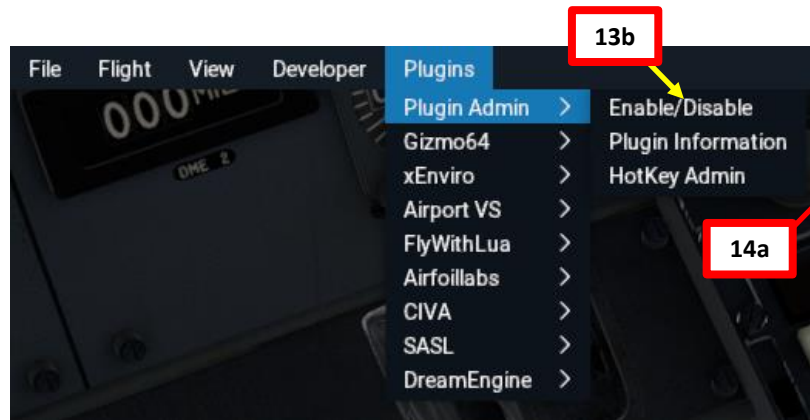 13b
File Flight View Developer Plugins
Plugin Admin > Enable/Disable
Gizmo64 > Plugin Information
xEnviro > HotKey Admin
Airport VS >
FlyWithLua >
14a
Airfoillabs >
CIVA >
SASL >
DreamEngine >
000
DME 2